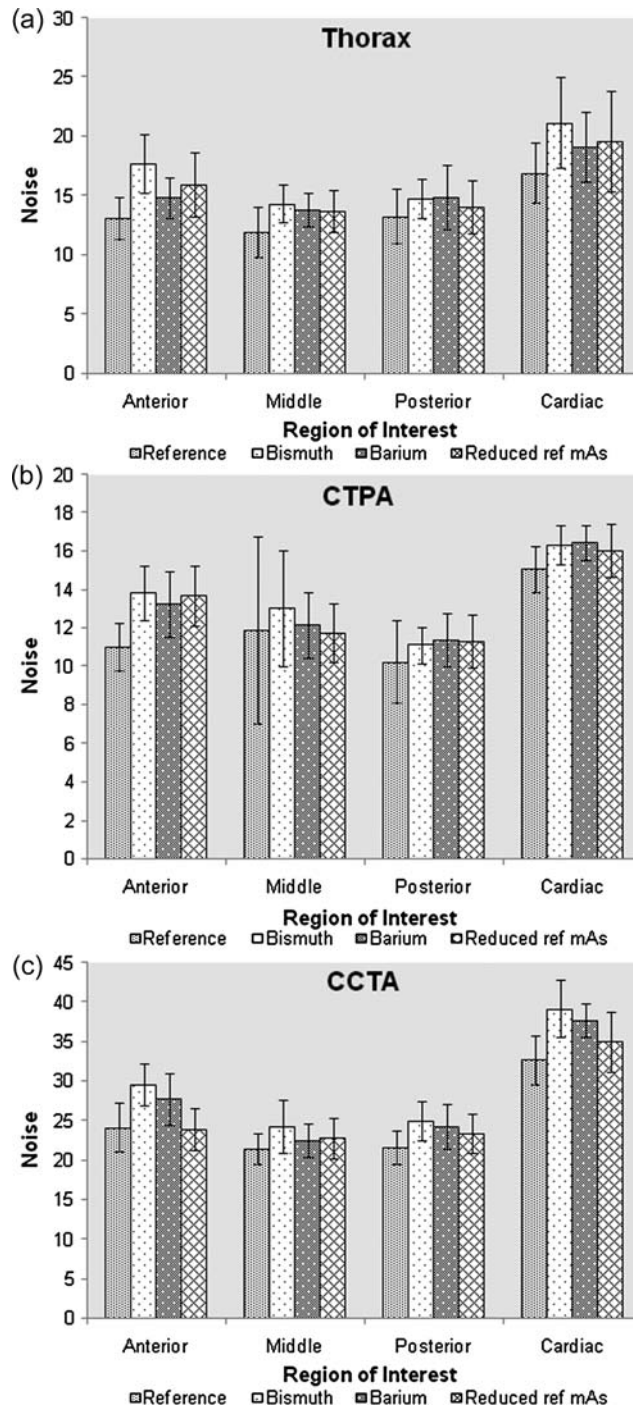 (a)
Thorax
30
25
20
15
10
5
0
Noise
Anterior Middle Posterior Cardiac
Region of Interest
Reference Bismuth Barium Reduced ref mAs
(b)
CTPA
20
18
16
14
12
10
8
6
4
2
0
Noise
Anterior Middle Posterior Cardiac
Region of Interest
Reference Bismuth Barium Reduced ref mAs
(c)
CCTA
45
40
35
30
25
20
15
10
5
0
Noise
Anterior Middle Posterior Cardiac
Region of Interest
Reference Bismuth Barium Reduced ref mAs